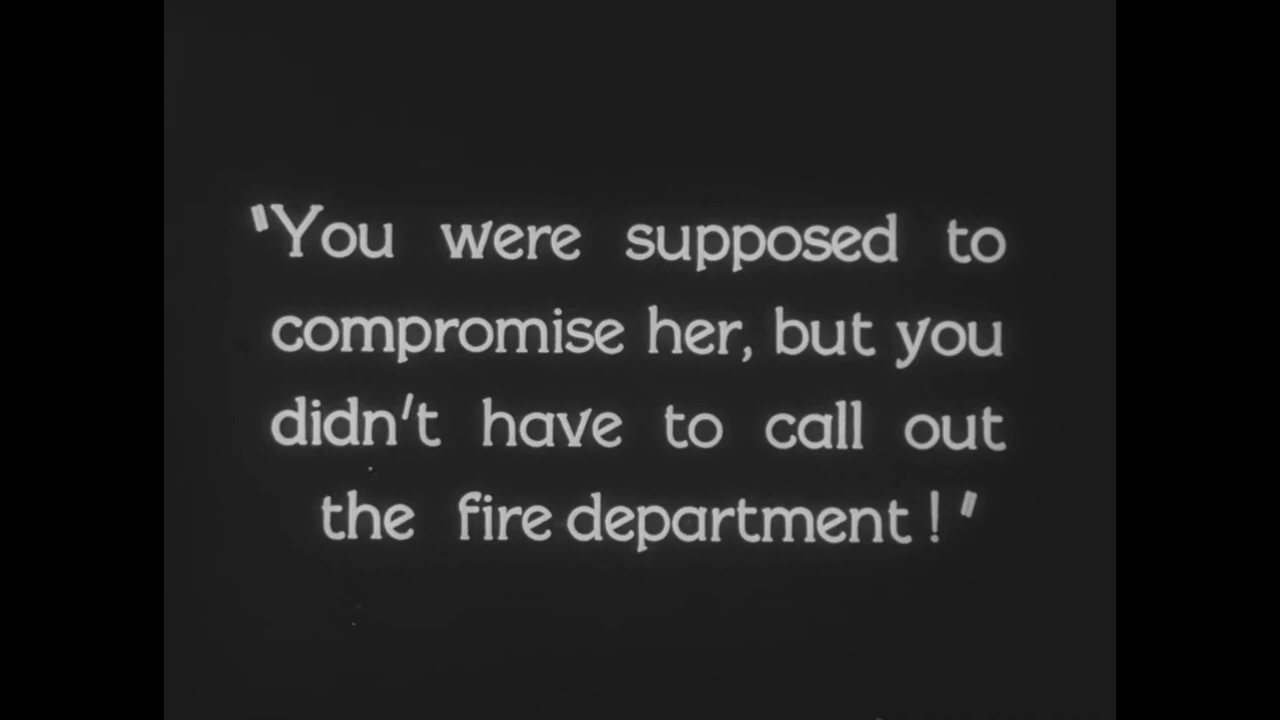 "You were supposed to
compromise her, but you
didn't have to call out
the fire department!"